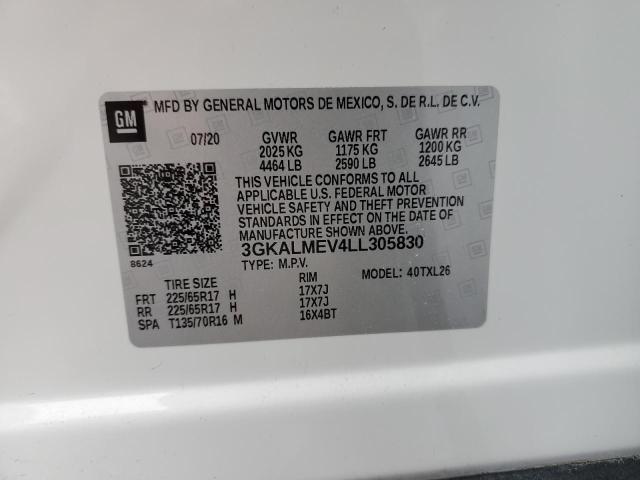 GM
MFD BY GENERAL MOTORS DE MEXICO, S. DE R.L. DE C.V.
07/20 GVWR GAWR FRT GAWR RR
2025 KG 1175 KG 1200 KG
4464 LB 2590 LB 2645 LB
THIS VEHICLE CONFORMS TO ALL
APPLICABLE U.S. FEDERAL MOTOR
VEHICLE SAFETY AND THEFT PREVENTION
STANDARDS IN EFFECT ON THE DATE OF
MANUFACTURE SHOWN ABOVE.
3GKALMEV4LL305830
8624
TYPE: M.P.V. MODEL: 40TXL26
TIRE SIZE RIM
FRT 225/65R17 H 17X7J
RR 225/65R17 H 17X7J
SPA T135/70R16 M 16X4BT